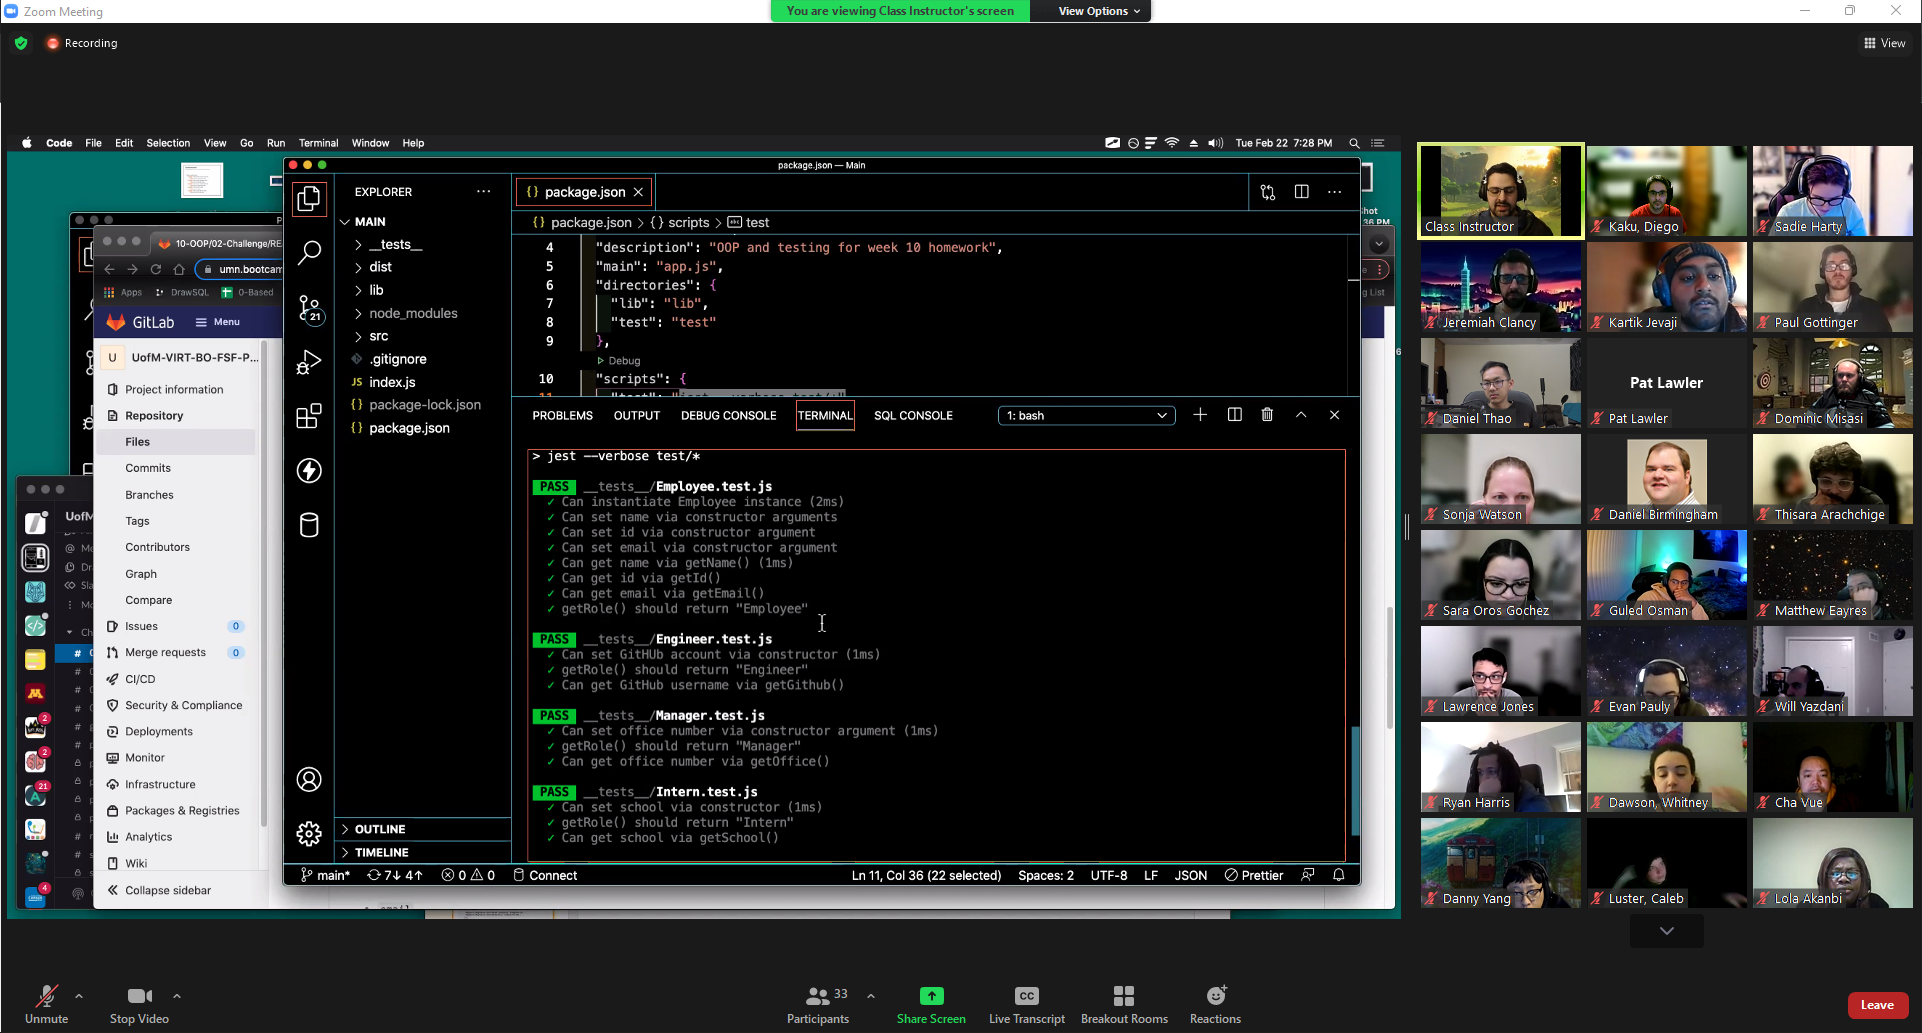 Zoom Meeting
You are viewing Class Instructor's screen
View Options
Recording
View
Code File Edit Selection View Go Run Terminal Window Help
Tue Feb 22 7:28 PM
package.json — Main
EXPLORER
MAIN
__tests__
dist
lib
node_modules
src
.gitignore
JS index.js
{} package-lock.json
{} package.json
21
OUTLINE
TIMELINE
{} package.json
{} package.json > {} scripts > test
4 "description": "OOP and testing for week 10 homework",
5 "main": "app.js",
6 "directories": {
7 "lib": "lib",
8 "test": "test"
9 },
Debug
10 "scripts": {
PROBLEMS OUTPUT DEBUG CONSOLE TERMINAL SQL CONSOLE
1: bash
> jest --verbose test/*
PASS __tests__/Employee.test.js
✓ Can instantiate Employee instance (2ms)
✓ Can set name via constructor arguments
✓ Can set id via constructor argument
✓ Can set email via constructor argument
✓ Can get name via getName() (1ms)
✓ Can get id via getId()
✓ Can get email via getEmail()
✓ getRole() should return "Employee"
PASS __tests__/Engineer.test.js
✓ Can set GitHUb account via constructor (1ms)
✓ getRole() should return "Engineer"
✓ Can get GitHub username via getGithub()
PASS __tests__/Manager.test.js
✓ Can set office number via constructor argument (1ms)
✓ getRole() should return "Manager"
✓ Can get office number via getOffice()
PASS __tests__/Intern.test.js
✓ Can set school via constructor (1ms)
✓ getRole() should return "Intern"
✓ Can get school via getSchool()
main* 7↓ 4↑ 0 0 Connect
Ln 11, Col 36 (22 selected) Spaces: 2 UTF-8 LF JSON Prettier
10-OOP/02-Challenge/RE
umn.bootcam
Apps DrawSQL 0-Based
GitLab Menu
U UofM-VIRT-BO-FSF-P...
Project information
Repository
Files
Commits
Branches
Tags
Contributors
Graph
Compare
Issues 0
Merge requests 0
CI/CD
Security & Compliance
Deployments
Monitor
Infrastructure
Packages & Registries
Analytics
Wiki
Collapse sidebar
UofM
2
2
21
4
Class Instructor
Kaku, Diego
Sadie Harty
Jeremiah Clancy
Kartik Jevaji
Paul Gottinger
Daniel Thao
Pat Lawler
Pat Lawler
Dominic Misasi
Sonja Watson
Daniel Birmingham
Thisara Arachchige
Sara Oros Gochez
Guled Osman
Matthew Eayres
Lawrence Jones
Evan Pauly
Will Yazdani
Ryan Harris
Dawson, Whitney
Cha Vue
Danny Yang
Luster, Caleb
Lola Akanbi
Unmute
Stop Video
33
Participants
Share Screen
CC
Live Transcript
Breakout Rooms
Reactions
Leave